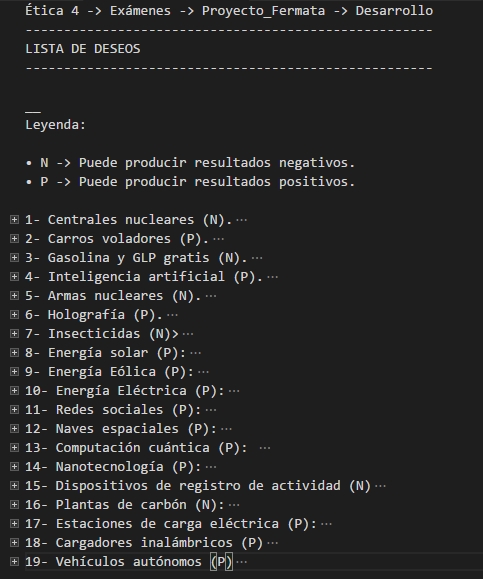 Ética 4 -> Exámenes -> Proyecto_Fermata -> Desarrollo
-----------------------------------------------------
LISTA DE DESEOS
-----------------------------------------------------
__
Leyenda:
• N -> Puede producir resultados negativos.
• P -> Puede producir resultados positivos.
1- Centrales nucleares (N).···
2- Carros voladores (P).···
3- Gasolina y GLP gratis (N).···
4- Inteligencia artificial (P).···
5- Armas nucleares (N).···
6- Holografía (P).···
7- Insecticidas (N)>···
8- Energía solar (P):···
9- Energía Eólica (P):···
10- Energía Eléctrica (P):···
11- Redes sociales (P):···
12- Naves espaciales (P):···
13- Computación cuántica (P): ···
14- Nanotecnología (P):···
15- Dispositivos de registro de actividad (N)···
16- Plantas de carbón (N):···
17- Estaciones de carga eléctrica (P):···
18- Cargadores inalámbricos (P)···
19- Vehículos autónomos (P)···